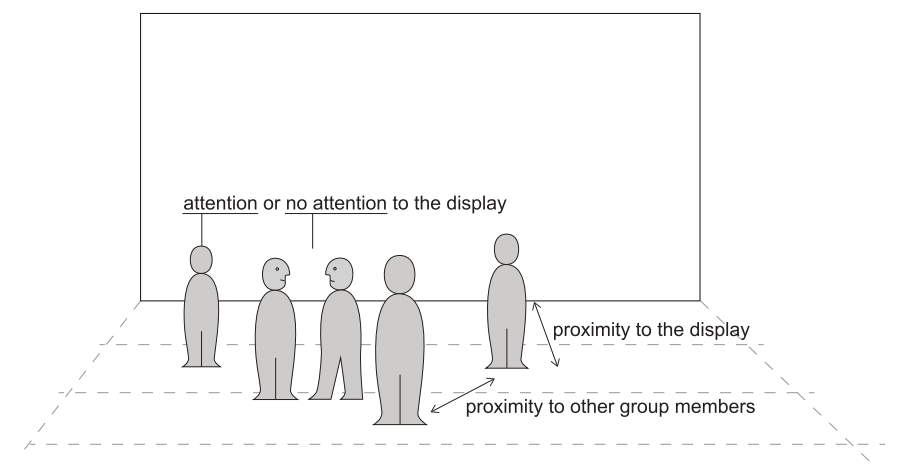 attention or no attention to the display
proximity to the display
proximity to other group members